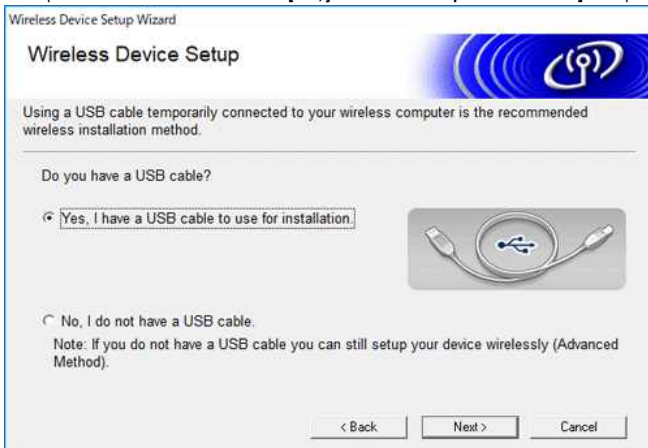 Wireless Device Setup Wizard
Wireless Device Setup
Using a USB cable temporarily connected to your wireless computer is the recommended
wireless installation method.
Do you have a USB cable?
Yes, I have a USB cable to use for installation.
No, I do not have a USB cable.
Note: If you do not have a USB cable you can still setup your device wirelessly (Advanced
Method).
< Back
Next >
Cancel